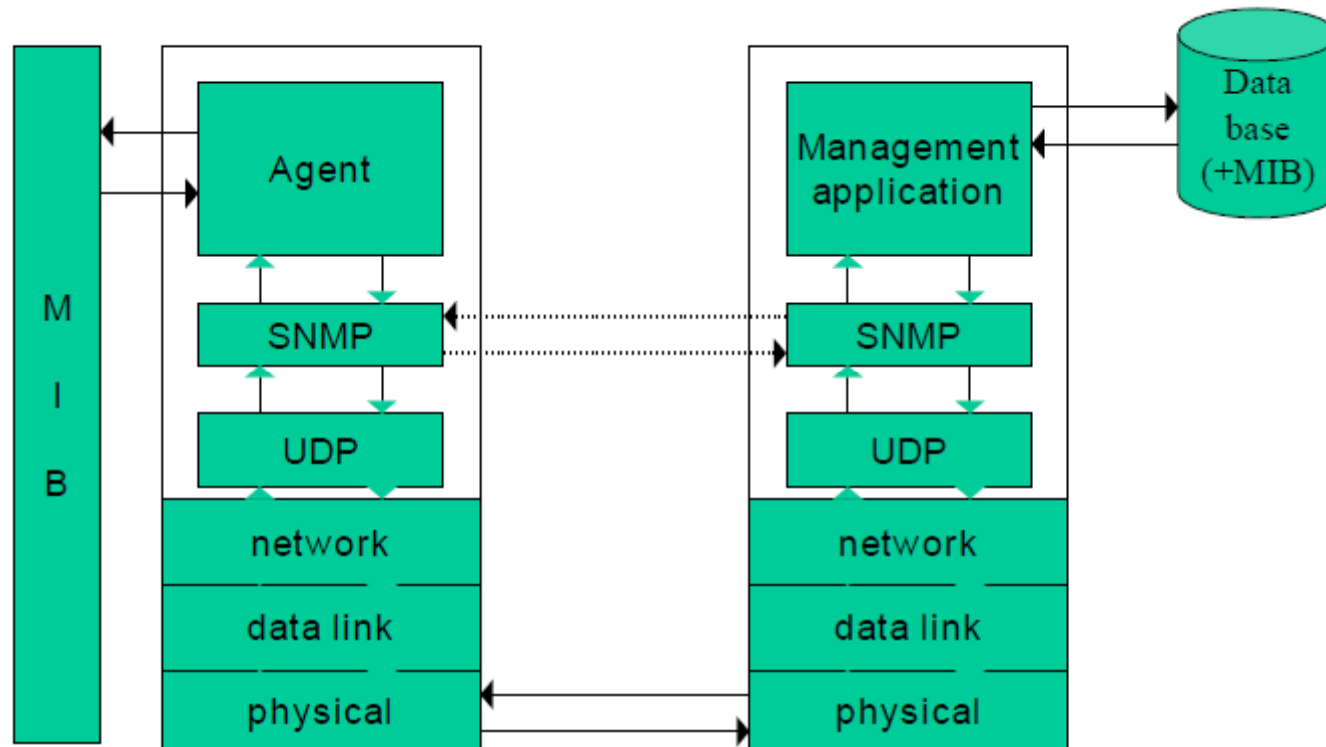 M
I
B
Agent
SNMP
UDP
network
data link
physical
Management
application
SNMP
UDP
network
data link
physical
Data
base
(+MIB)